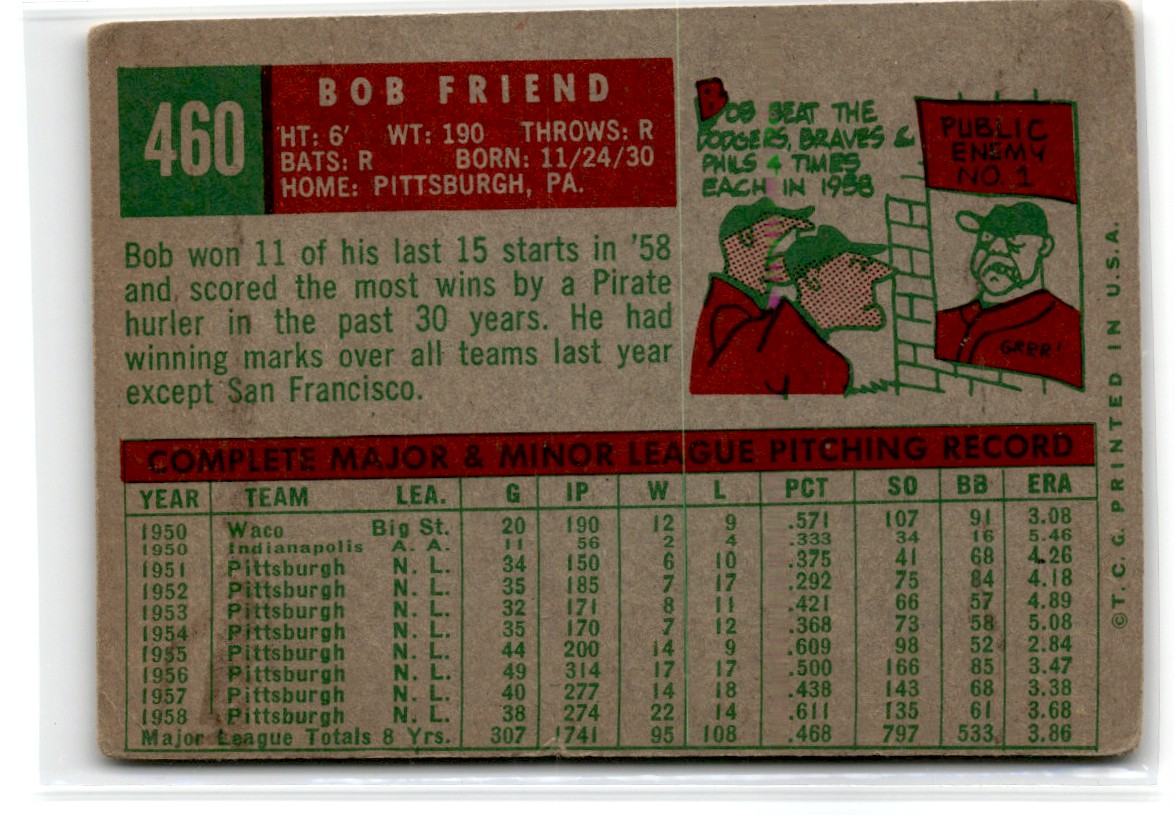 460
BOB FRIEND
HT: 6' WT: 190 THROWS: R
BATS: R BORN: 11/24/30
HOME: PITTSBURGH, PA.
BOB BEAT THE
DODGERS, BRAVES &
PHILS 4 TIMES
EACH IN 1958
PUBLIC
ENEMY
NO. 1
GRRR!
Bob won 11 of his last 15 starts in '58
and scored the most wins by a Pirate
hurler in the past 30 years. He had
winning marks over all teams last year
except San Francisco.
COMPLETE MAJOR & MINOR LEAGUE PITCHING RECORD
YEAR TEAM LEA. G IP W L PCT SO BB ERA
1950 Waco Big St. 20 190 12 9 .571 107 91 3.08
1950 Indianapolis A. A. 11 56 2 4 .333 34 16 5.46
1951 Pittsburgh N. L. 34 150 6 10 .375 41 68 4.26
1952 Pittsburgh N. L. 35 185 7 17 .292 75 84 4.18
1953 Pittsburgh N. L. 32 171 8 11 .421 66 57 4.89
1954 Pittsburgh N. L. 35 170 7 12 .368 73 58 5.08
1955 Pittsburgh N. L. 44 200 14 9 .609 98 52 2.84
1956 Pittsburgh N. L. 49 314 17 17 .500 166 85 3.47
1957 Pittsburgh N. L. 40 277 14 18 .438 143 68 3.38
1958 Pittsburgh N. L. 38 274 22 14 .611 135 61 3.68
Major League Totals 8 Yrs. 307 1741 95 108 .468 797 533 3.86
© T. C. G. PRINTED IN U.S.A.